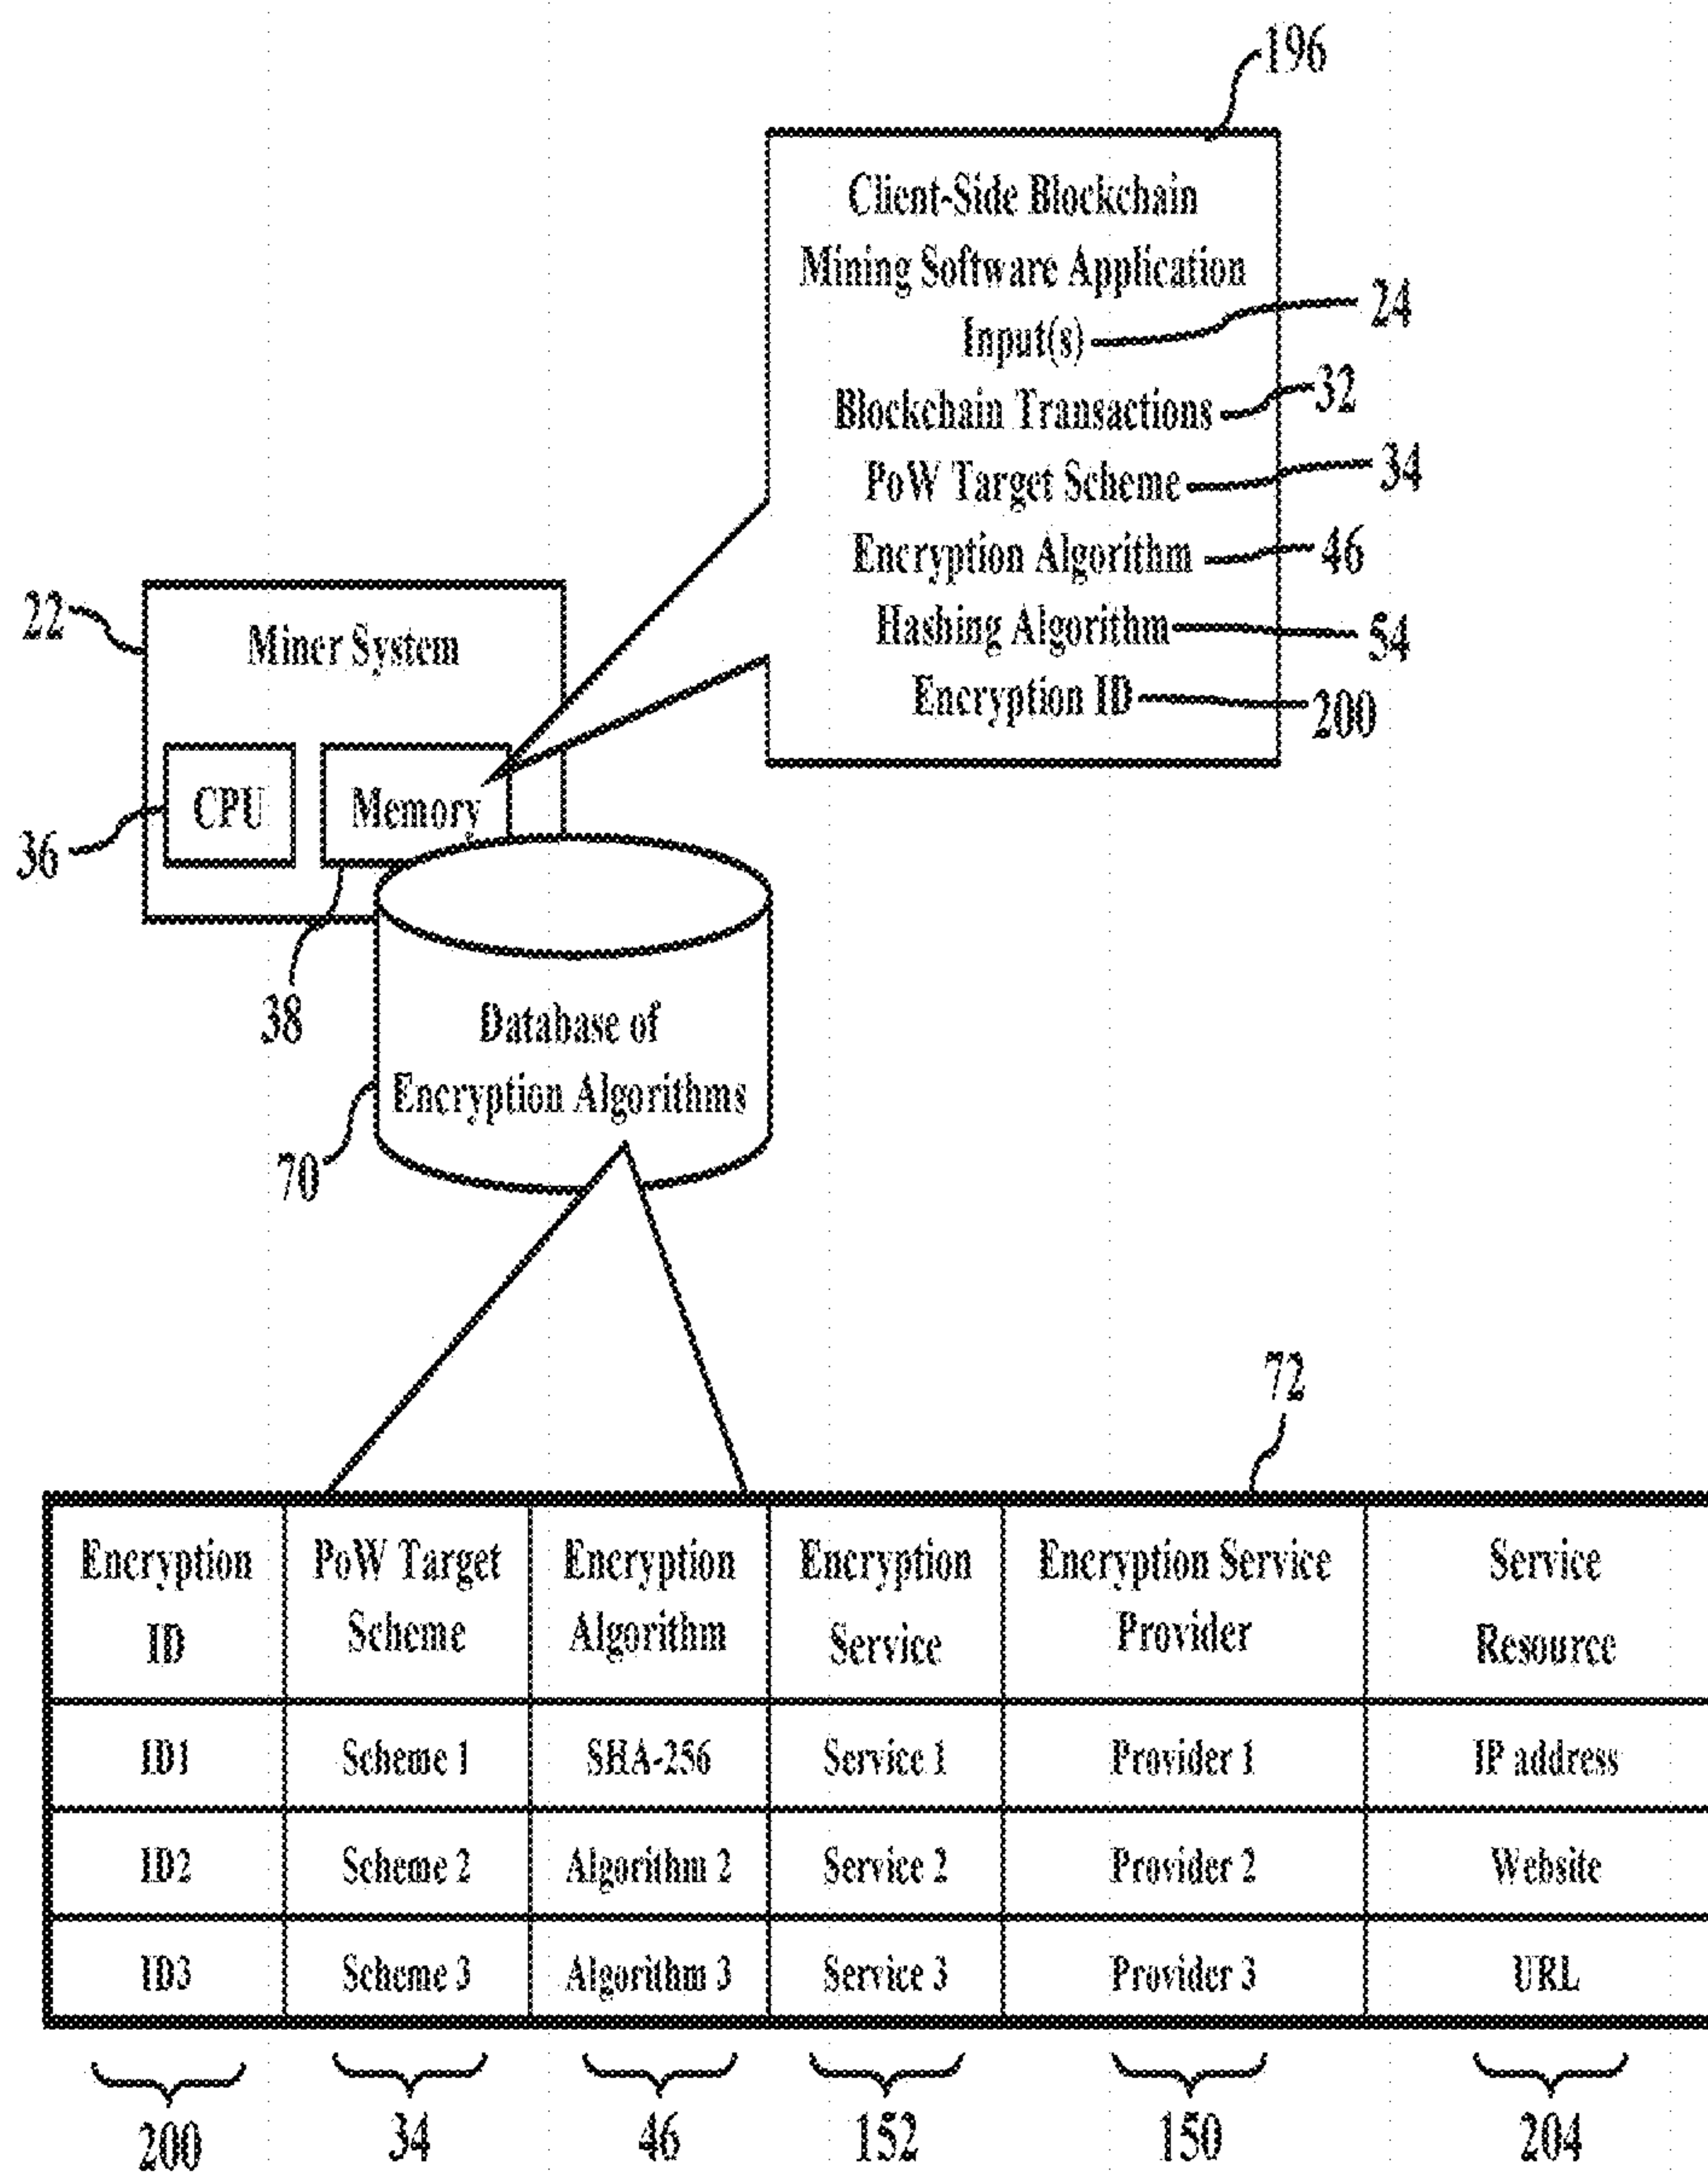 196
Client-Side Blockchain
Mining Software Application
Input(s) 24
Blockchain Transactions 32
PoW Target Scheme 34
Encryption Algorithm 46
Hashing Algorithm 54
Encryption ID 200
22
Miner System
CPU Memory
36
38
Database of
Encryption Algorithms
70
72
Encryption PoW Target Encryption Encryption Encryption Service Service
ID Scheme Algorithm Service Provider Resource
ID1 Scheme 1 SHA-256 Service 1 Provider 1 IP address
ID2 Scheme 2 Algorithm 2 Service 2 Provider 2 Website
ID3 Scheme 3 Algorithm 3 Service 3 Provider 3 URL
200 34 46 152 150 204